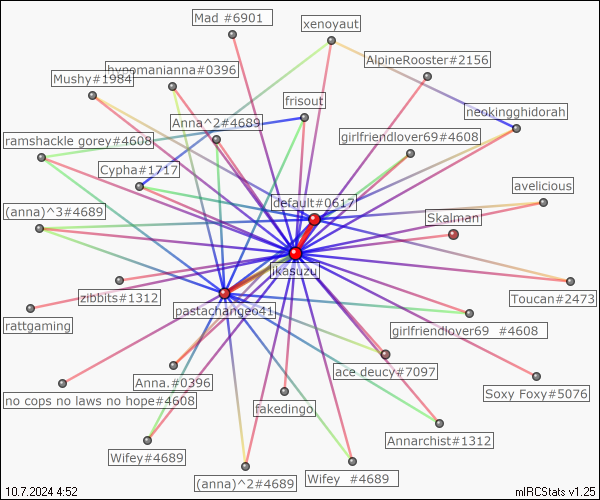 Mad #6901
xenoyaut
AlpineRooster#2156
hypomanianna#0396
Mushy#1984
frisout
neokingghidorah
Anna^2#4689
girlfriendlover69#4608
ramshackle gorey#4608
Cypha#1717
avelicious
default#0617
(anna)^3#4689
Skalman
jkasuzu
zibbits#1312
Toucan#2473
pastachangeo41
rattgaming
girlfriendlover69 #4608
ace deucy#7097
Anna.#0396
Soxy Foxy#5076
no cops no laws no hope#4608
fakedingo
Annarchist#1312
Wifey#4689
(anna)^2#4689
Wifey #4689
10.7.2024 4:52
mIRCStats v1.25